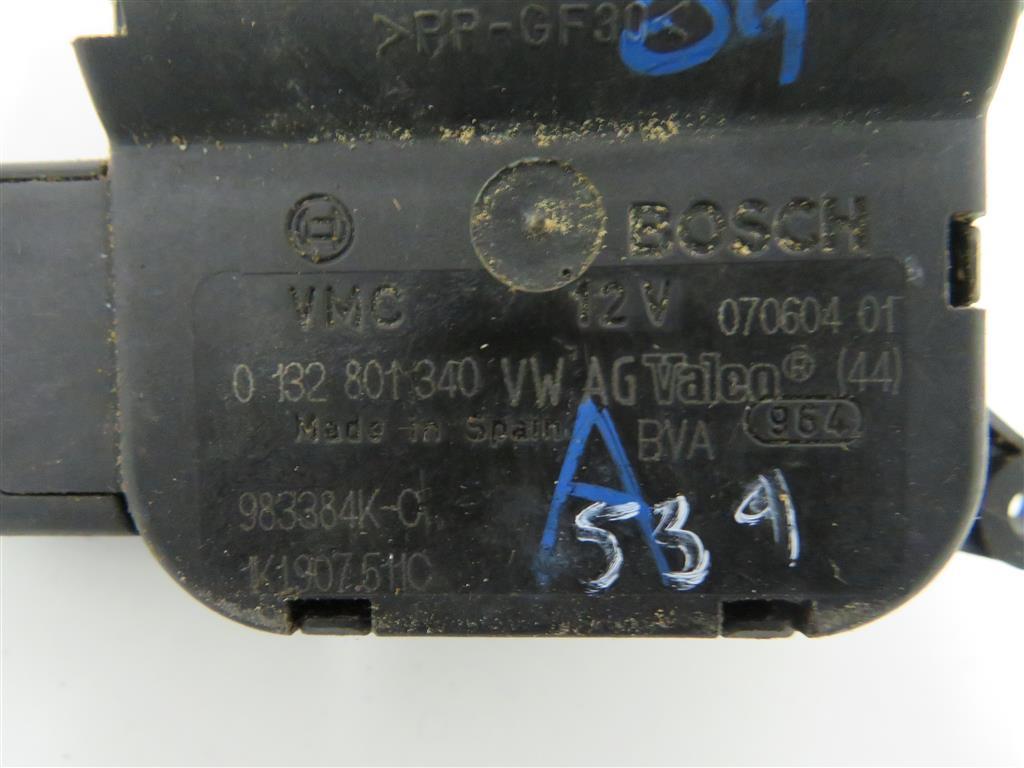 >PP-GF30<
BOSCH
VMC 12V 070604 01
0 132 801 340 VW AG Valeo® (44)
Made in Spain BVA 964
A
539
983384K-C
1K1907511C